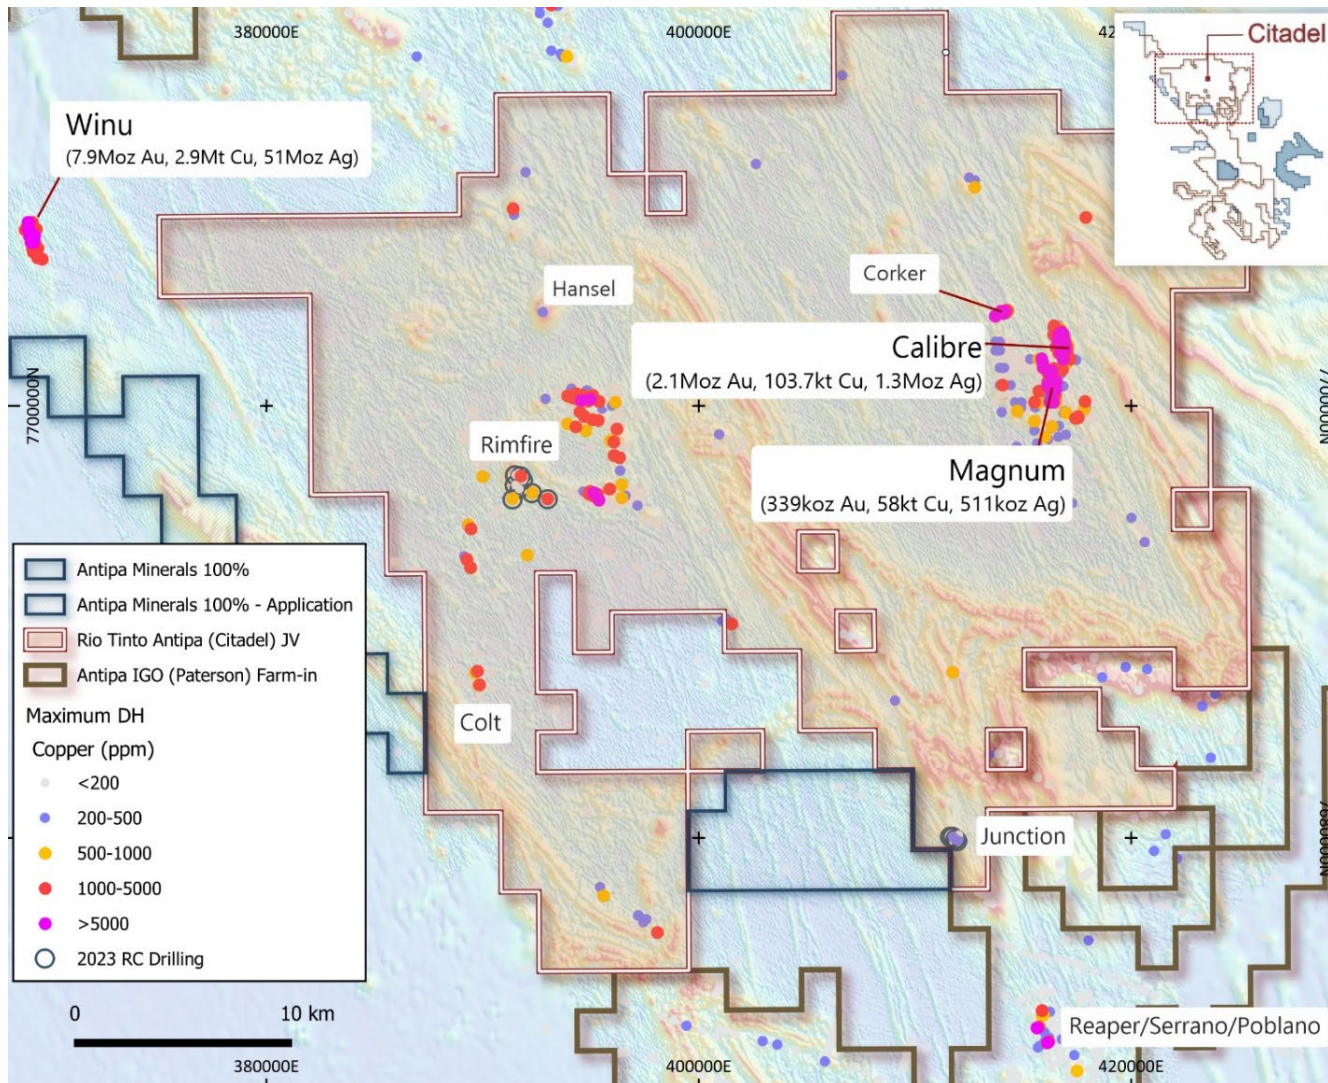 380000E
400000E
42
Citadel
Winu
(7.9Moz Au, 2.9Mt Cu, 51Moz Ag)
Hansel
Corker
Calibre
(2.1Moz Au, 103.7kt Cu, 1.3Moz Ag)
7700000N
7700000N
Rimfire
Magnum
(339koz Au, 58kt Cu, 511koz Ag)
Antipa Minerals 100%
Antipa Minerals 100% - Application
Rio Tinto Antipa (Citadel) JV
Antipa IGO (Paterson) Farm-in
Maximum DH
Copper (ppm)
<200
200-500
500-1000
1000-5000
>5000
2023 RC Drilling
Colt
Junction
7680000N
0 10 km
Reaper/Serrano/Poblano
380000E
400000E
420000E